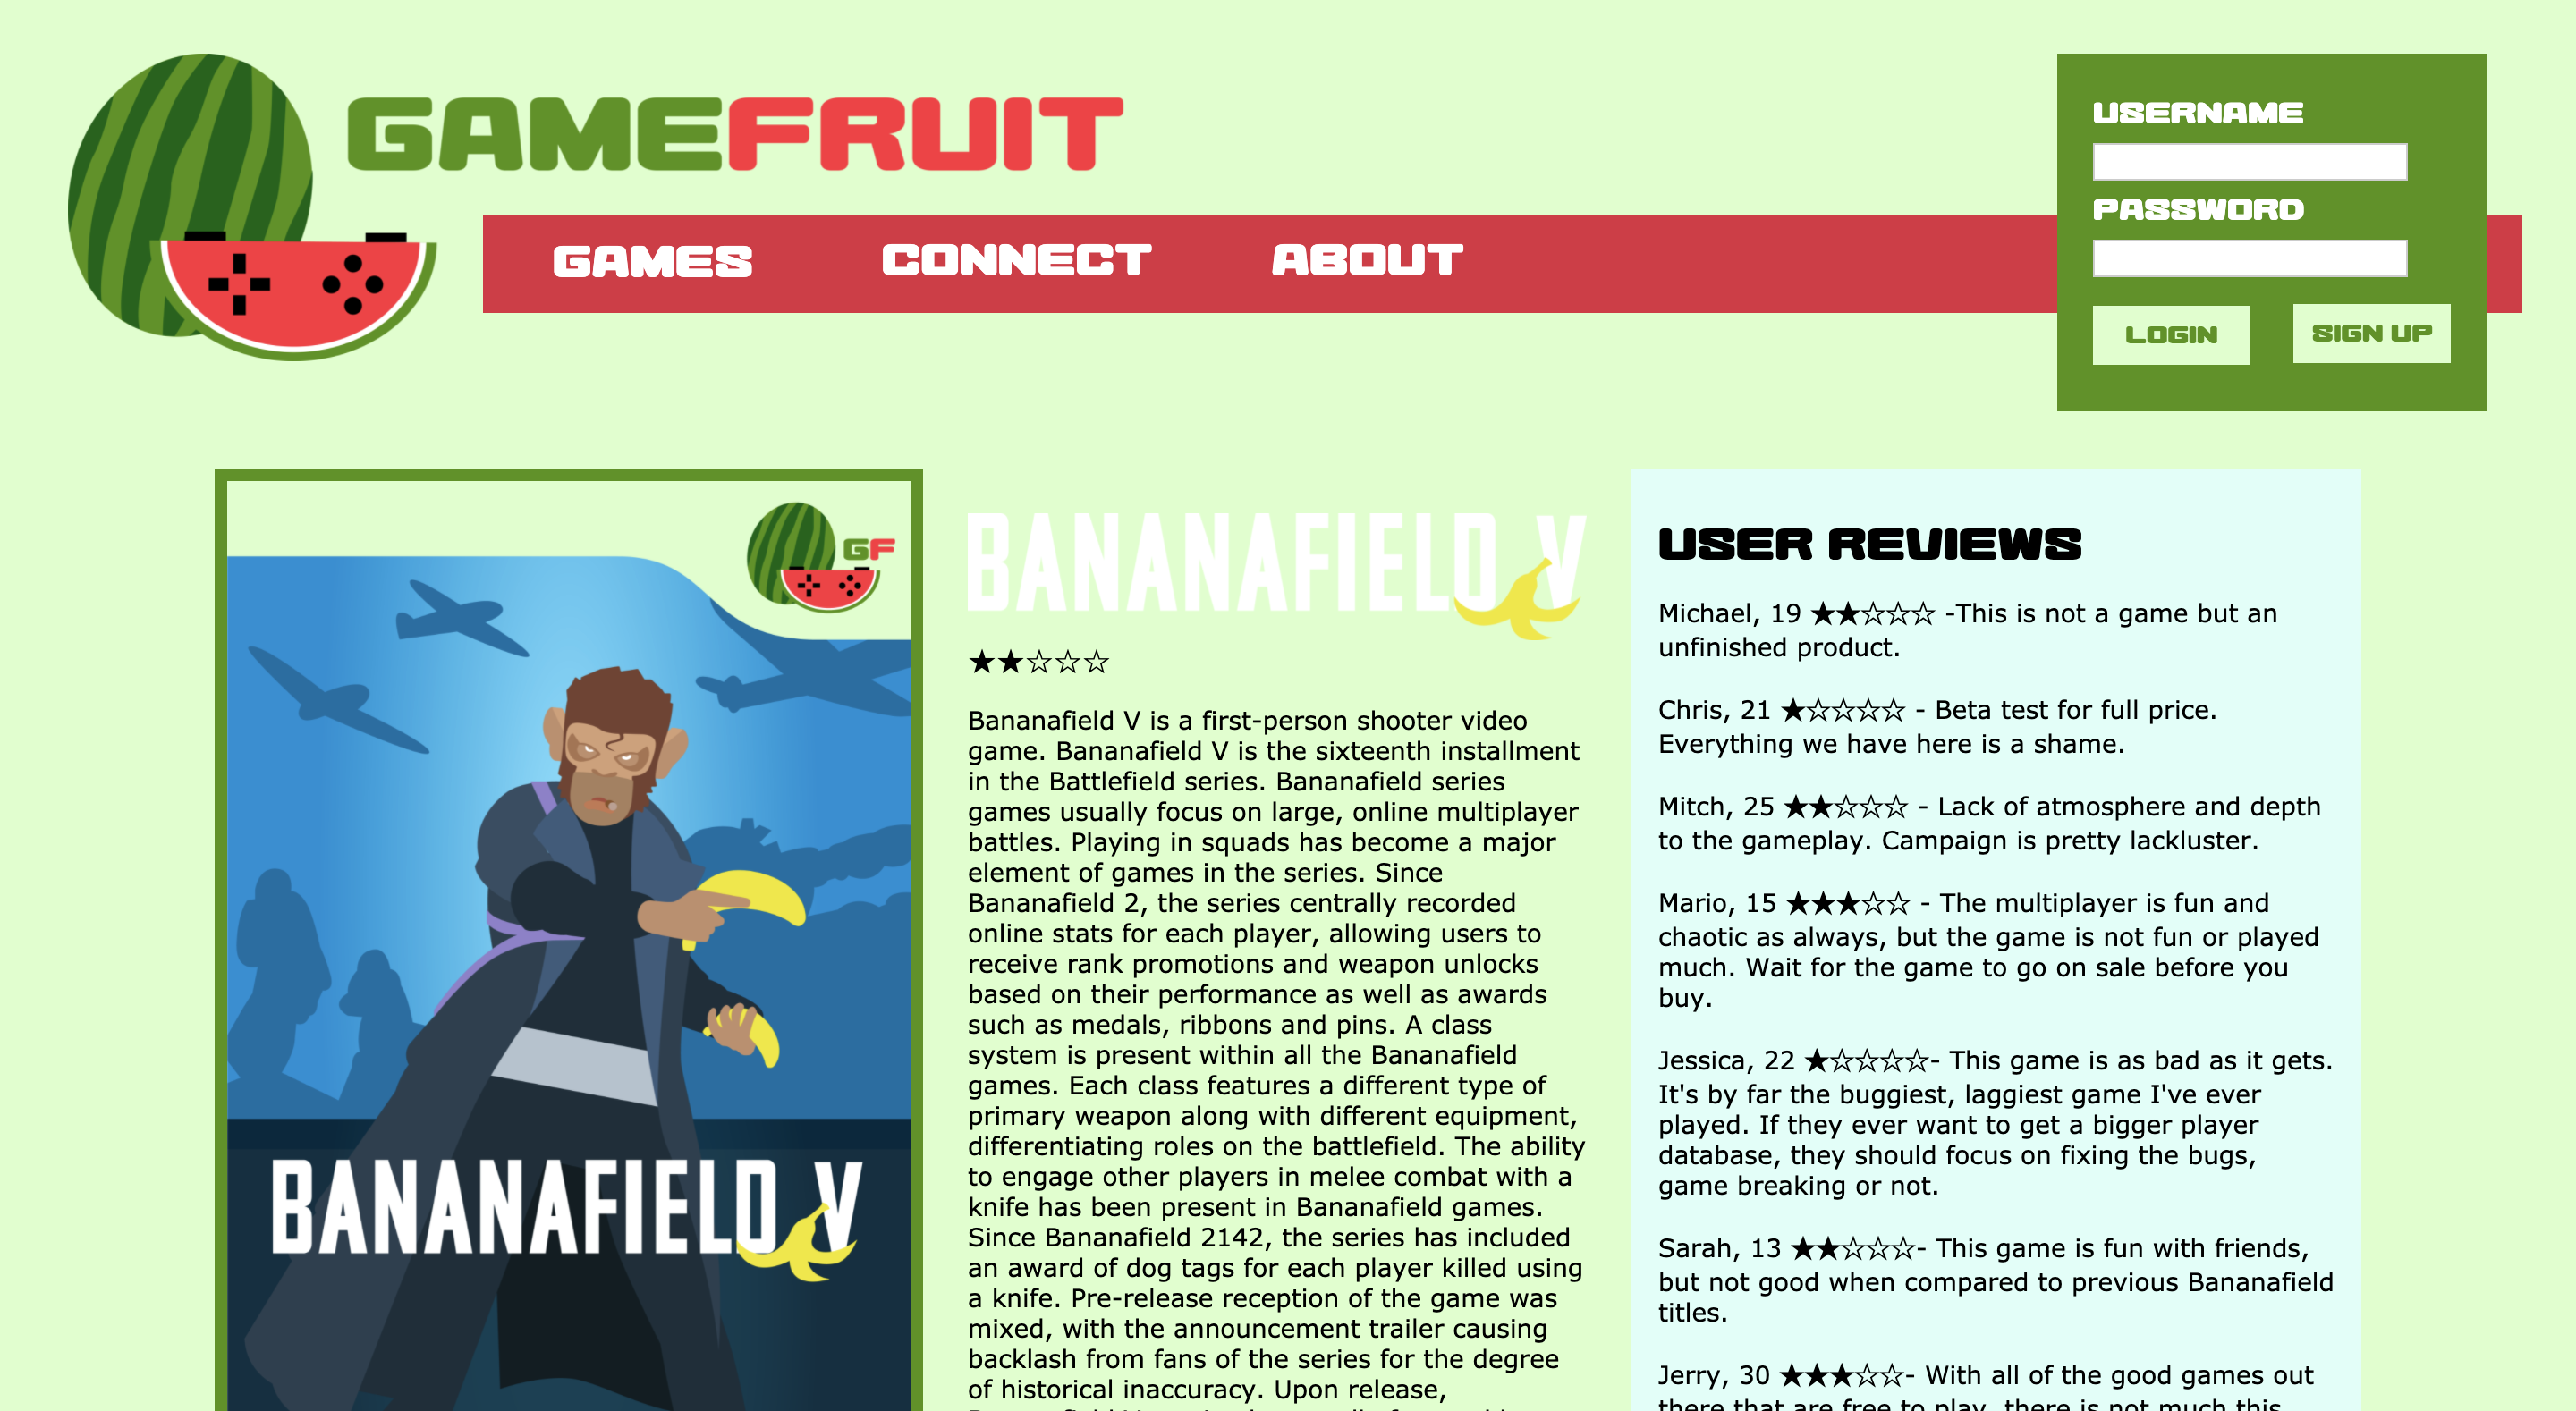 GAMEFRUIT
USERNAME
PASSWORD
LOGIN
SIGN UP
GAMES
CONNECT
ABOUT
GF
BANANAFIELD V
BANANAFIELD V
★★☆☆☆
Bananafield V is a first-person shooter video
game. Bananafield V is the sixteenth installment
in the Battlefield series. Bananafield series
games usually focus on large, online multiplayer
battles. Playing in squads has become a major
element of games in the series. Since
Bananafield 2, the series centrally recorded
online stats for each player, allowing users to
receive rank promotions and weapon unlocks
based on their performance as well as awards
such as medals, ribbons and pins. A class
system is present within all the Bananafield
games. Each class features a different type of
primary weapon along with different equipment,
differentiating roles on the battlefield. The ability
to engage other players in melee combat with a
knife has been present in Bananafield games.
Since Bananafield 2142, the series has included
an award of dog tags for each player killed using
a knife. Pre-release reception of the game was
mixed, with the announcement trailer causing
backlash from fans of the series for the degree
of historical inaccuracy. Upon release,
USER REVIEWS
Michael, 19 ★★☆☆☆ -This is not a game but an
unfinished product.
Chris, 21 ★☆☆☆☆ - Beta test for full price.
Everything we have here is a shame.
Mitch, 25 ★★☆☆☆ - Lack of atmosphere and depth
to the gameplay. Campaign is pretty lackluster.
Mario, 15 ★★★☆☆ - The multiplayer is fun and
chaotic as always, but the game is not fun or played
much. Wait for the game to go on sale before you
buy.
Jessica, 22 ★☆☆☆☆- This game is as bad as it gets.
It's by far the buggiest, laggiest game I've ever
played. If they ever want to get a bigger player
database, they should focus on fixing the bugs,
game breaking or not.
Sarah, 13 ★★☆☆☆- This game is fun with friends,
but not good when compared to previous Bananafield
titles.
Jerry, 30 ★★★☆☆- With all of the good games out
there that are free to play, there is not much this